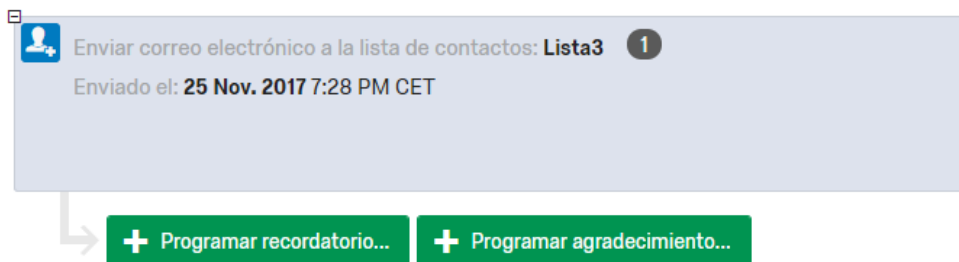 Enviar correo electrónico a la lista de contactos: Lista3 1
Enviado el: 25 Nov. 2017 7:28 PM CET
Programar recordatorio... Programar agradecimiento...